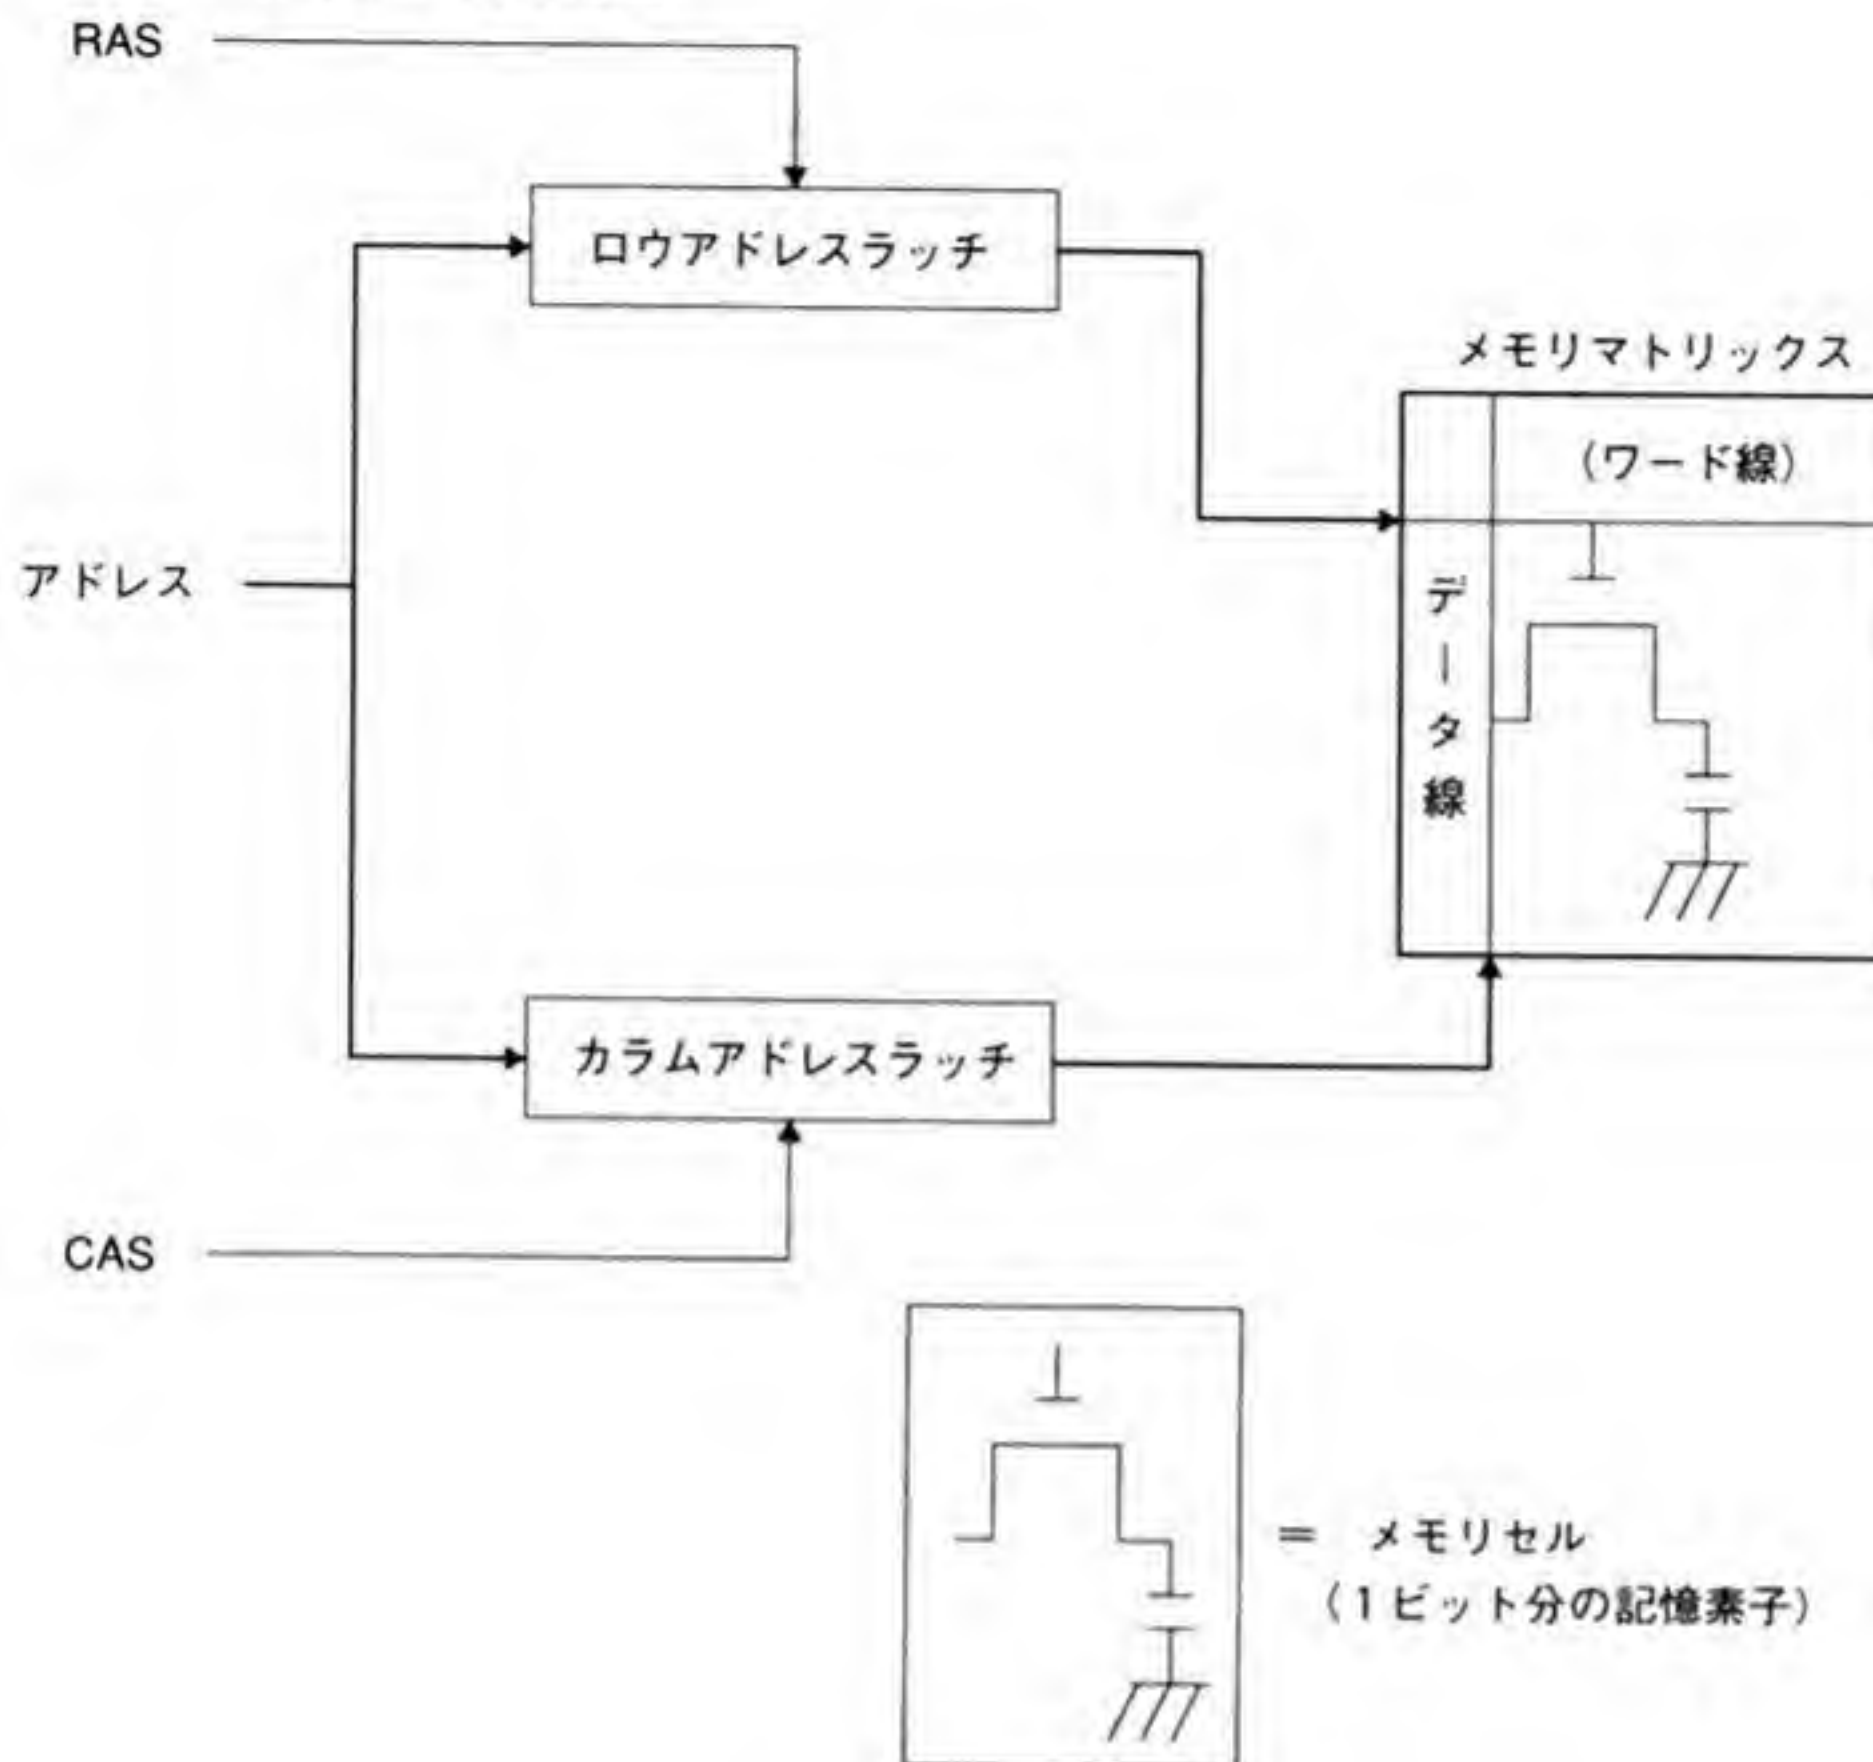 RAS
ロウアドレスラッチ
メモリマトリックス
(ワード線)
アドレス
データ線
カラムアドレスラッチ
CAS
= メモリセル
(1ビット分の記憶素子)